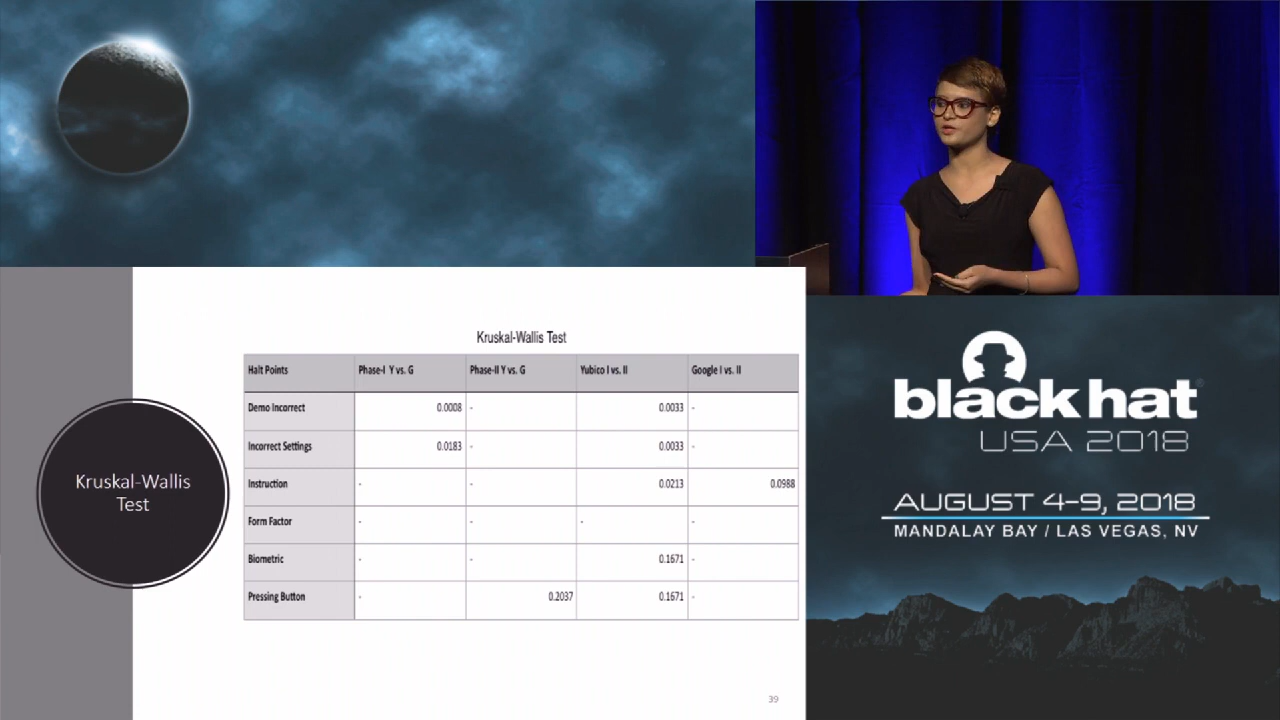 Kruskal-Wallis
Test
Kruskal-Wallis Test
Halt Points Phase-I Y vs. G Phase-II Y vs. G Yubico I vs. II Google I vs. II
Demo Incorrect 0.0008 - 0.0033 -
Incorrect Settings 0.0183 - 0.0033 -
Instruction - - 0.0213 0.0988
Form Factor - - - -
Biometric - - 0.1671 -
Pressing Button - 0.2037 0.1671 -
39
black hat
USA 2018
AUGUST 4-9, 2018
MANDALAY BAY / LAS VEGAS, NV